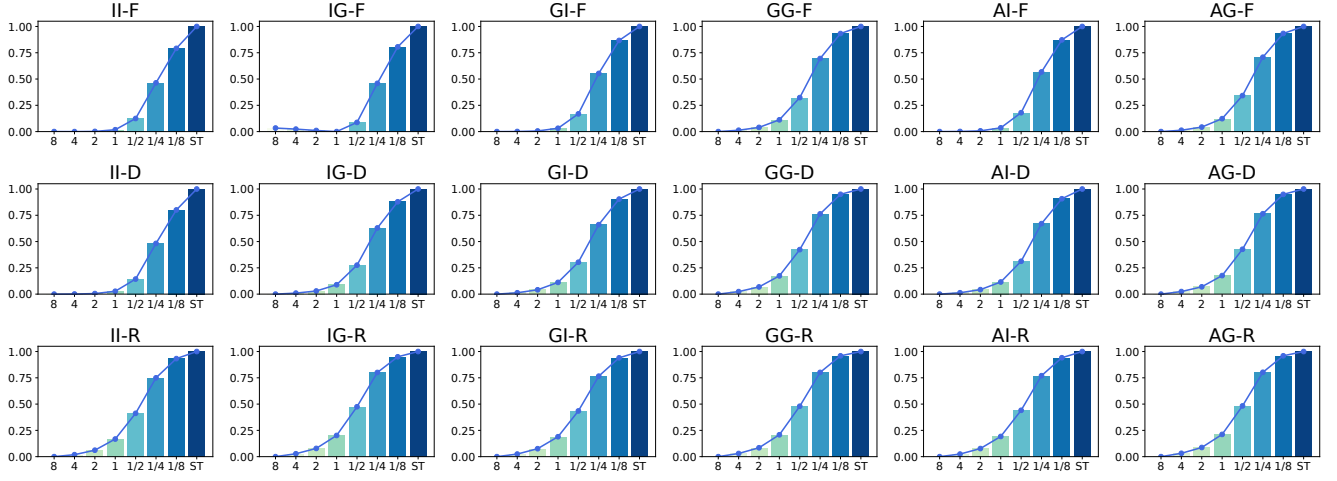 II-F IG-F GI-F GG-F AI-F AG-F
1.00 1.00 1.00 1.00 1.00 1.00
0.75 0.75 0.75 0.75 0.75 0.75
0.50 0.50 0.50 0.50 0.50 0.50
0.25 0.25 0.25 0.25 0.25 0.25
0.00 0.00 0.00 0.00 0.00 0.00
8 4 2 1 1/2 1/4 1/8 ST 8 4 2 1 1/2 1/4 1/8 ST 8 4 2 1 1/2 1/4 1/8 ST 8 4 2 1 1/2 1/4 1/8 ST 8 4 2 1 1/2 1/4 1/8 ST 8 4 2 1 1/2 1/4 1/8 ST
II-D IG-D GI-D GG-D AI-D AG-D
1.00 1.00 1.00 1.00 1.00 1.00
0.75 0.75 0.75 0.75 0.75 0.75
0.50 0.50 0.50 0.50 0.50 0.50
0.25 0.25 0.25 0.25 0.25 0.25
0.00 0.00 0.00 0.00 0.00 0.00
8 4 2 1 1/2 1/4 1/8 ST 8 4 2 1 1/2 1/4 1/8 ST 8 4 2 1 1/2 1/4 1/8 ST 8 4 2 1 1/2 1/4 1/8 ST 8 4 2 1 1/2 1/4 1/8 ST 8 4 2 1 1/2 1/4 1/8 ST
II-R IG-R GI-R GG-R AI-R AG-R
1.00 1.00 1.00 1.00 1.00 1.00
0.75 0.75 0.75 0.75 0.75 0.75
0.50 0.50 0.50 0.50 0.50 0.50
0.25 0.25 0.25 0.25 0.25 0.25
0.00 0.00 0.00 0.00 0.00 0.00
8 4 2 1 1/2 1/4 1/8 ST 8 4 2 1 1/2 1/4 1/8 ST 8 4 2 1 1/2 1/4 1/8 ST 8 4 2 1 1/2 1/4 1/8 ST 8 4 2 1 1/2 1/4 1/8 ST 8 4 2 1 1/2 1/4 1/8 ST